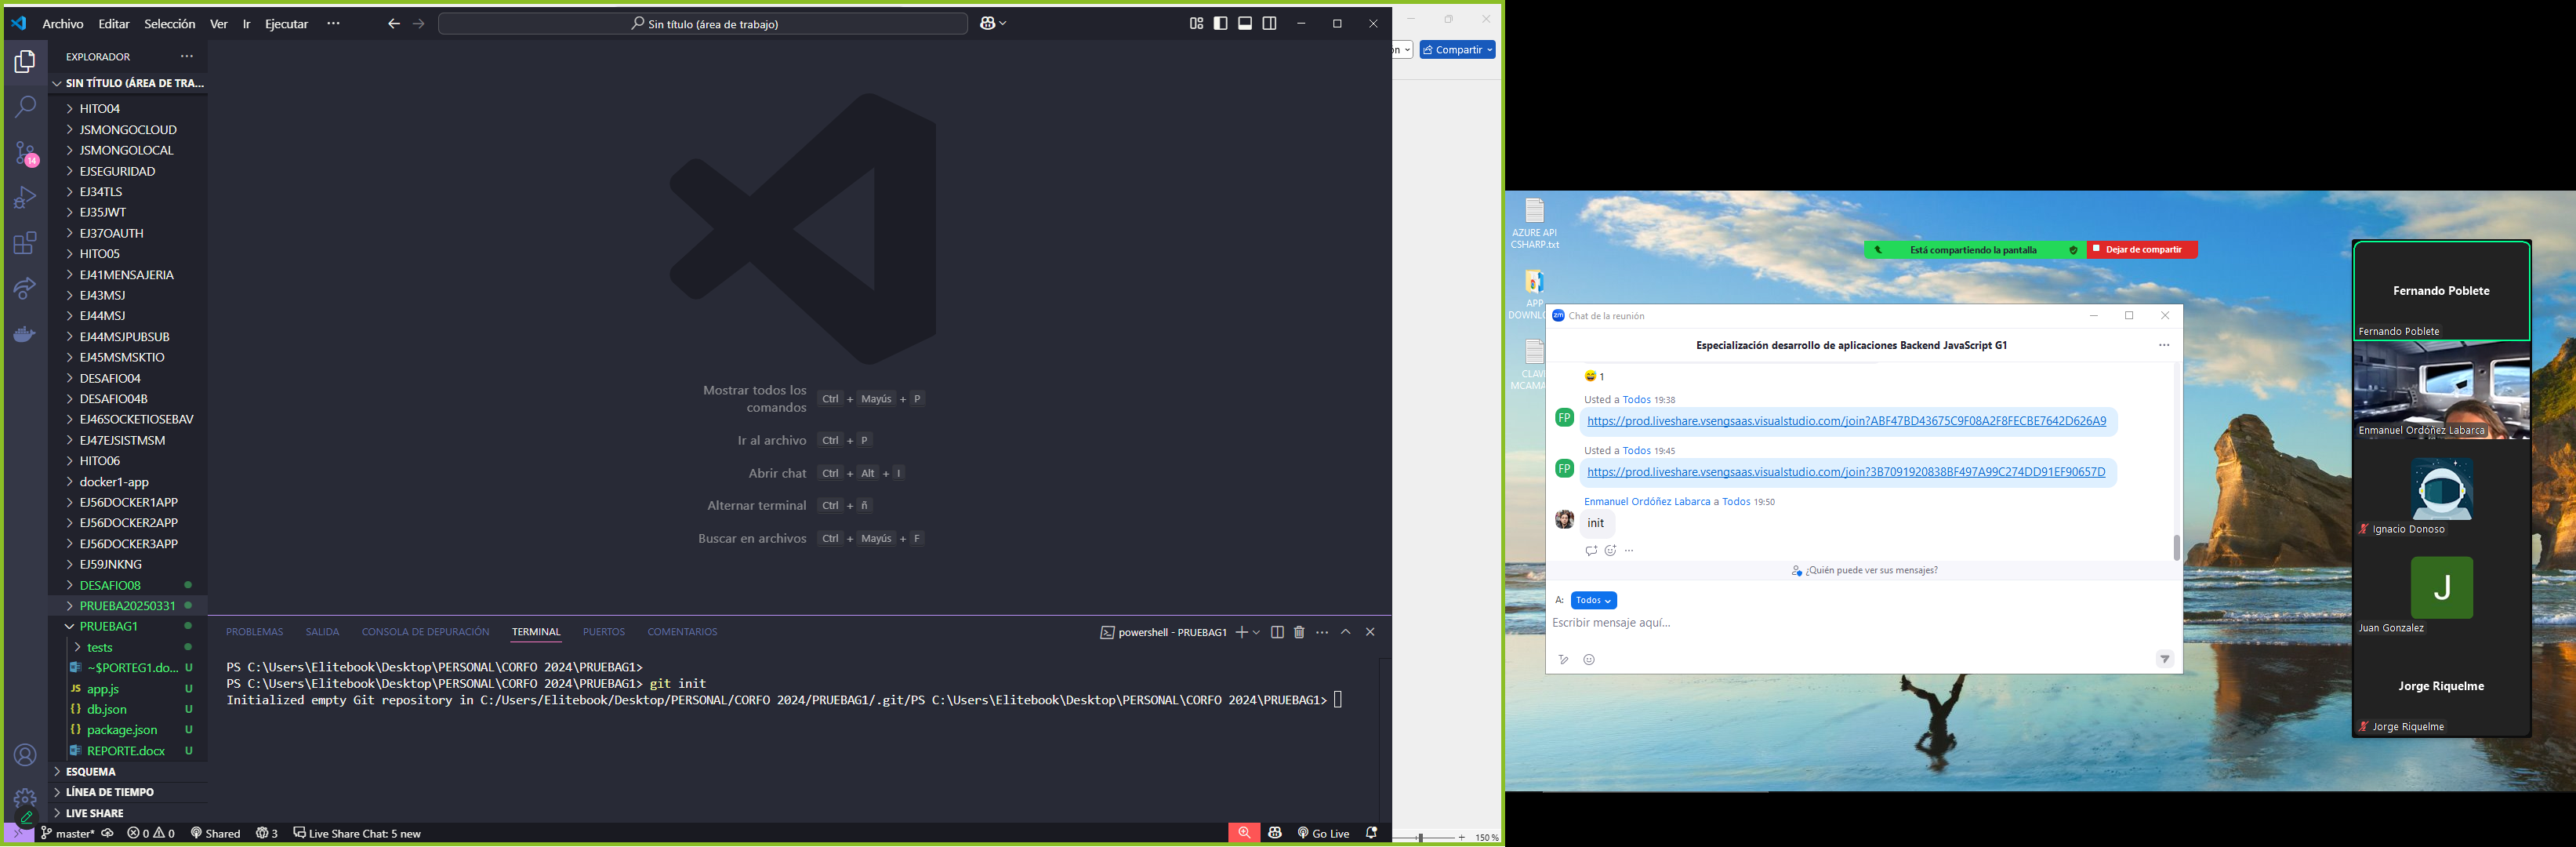 Archivo Editar Selección Ver Ir Ejecutar ···
Sin título (área de trabajo)
EXPLORADOR
SIN TÍTULO (ÁREA DE TRA...
HITO04
JSMONGOCLOUD
JSMONGOLOCAL
EJSEGURIDAD
EJ34TLS
EJ35JWT
EJ37OAUTH
HITO05
EJ41MENSAJERIA
EJ43MSJ
EJ44MSJ
EJ44MSJPUBSUB
EJ45MSMSKTIO
DESAFIO04
DESAFIO04B
EJ46SOCKETIOSEBAV
EJ47EJSISTMSM
HITO06
docker1-app
EJ56DOCKER1APP
EJ56DOCKER2APP
EJ56DOCKER3APP
EJ59JNKNG
DESAFIO08
PRUEBA20250331
PRUEBAG1
tests
~$PORTEG1.do... U
JS app.js U
{} db.json U
{} package.json U
REPORTE.docx U
ESQUEMA
LÍNEA DE TIEMPO
LIVE SHARE
14
Mostrar todos los comandos Ctrl + Mayús + P
Ir al archivo Ctrl + P
Abrir chat Ctrl + Alt + I
Alternar terminal Ctrl + ñ
Buscar en archivos Ctrl + Mayús + F
PROBLEMAS SALIDA CONSOLA DE DEPURACIÓN TERMINAL PUERTOS COMENTARIOS
powershell - PRUEBAG1
PS C:\Users\Elitebook\Desktop\PERSONAL\CORFO 2024\PRUEBAG1>
PS C:\Users\Elitebook\Desktop\PERSONAL\CORFO 2024\PRUEBAG1> git init
Initialized empty Git repository in C:/Users/Elitebook/Desktop/PERSONAL/CORFO 2024/PRUEBAG1/.git/PS C:\Users\Elitebook\Desktop\PERSONAL\CORFO 2024\PRUEBAG1>
master* 0 0 Shared 3 Live Share Chat: 5 new
Go Live
on
Compartir
150 %
AZURE API
CSHARP.txt
APP
DOWNLO
CLAV
MCAMA
Está compartiendo la pantalla
Dejar de compartir
zm Chat de la reunión
Especialización desarrollo de aplicaciones Backend JavaScript G1
1
Usted a Todos 19:38
FP https://prod.liveshare.vsengsaas.visualstudio.com/join?ABF47BD43675C9F08A2F8FECBE7642D626A9
Usted a Todos 19:45
FP https://prod.liveshare.vsengsaas.visualstudio.com/join?3B7091920838BF497A99C274DD91EF90657D
Enmanuel Ordóñez Labarca a Todos 19:50
init
¿Quién puede ver sus mensajes?
A: Todos
Escribir mensaje aquí...
Fernando Poblete
Fernando Poblete
Enmanuel Ordóñez Labarca
Ignacio Donoso
J
Juan Gonzalez
Jorge Riquelme
Jorge Riquelme